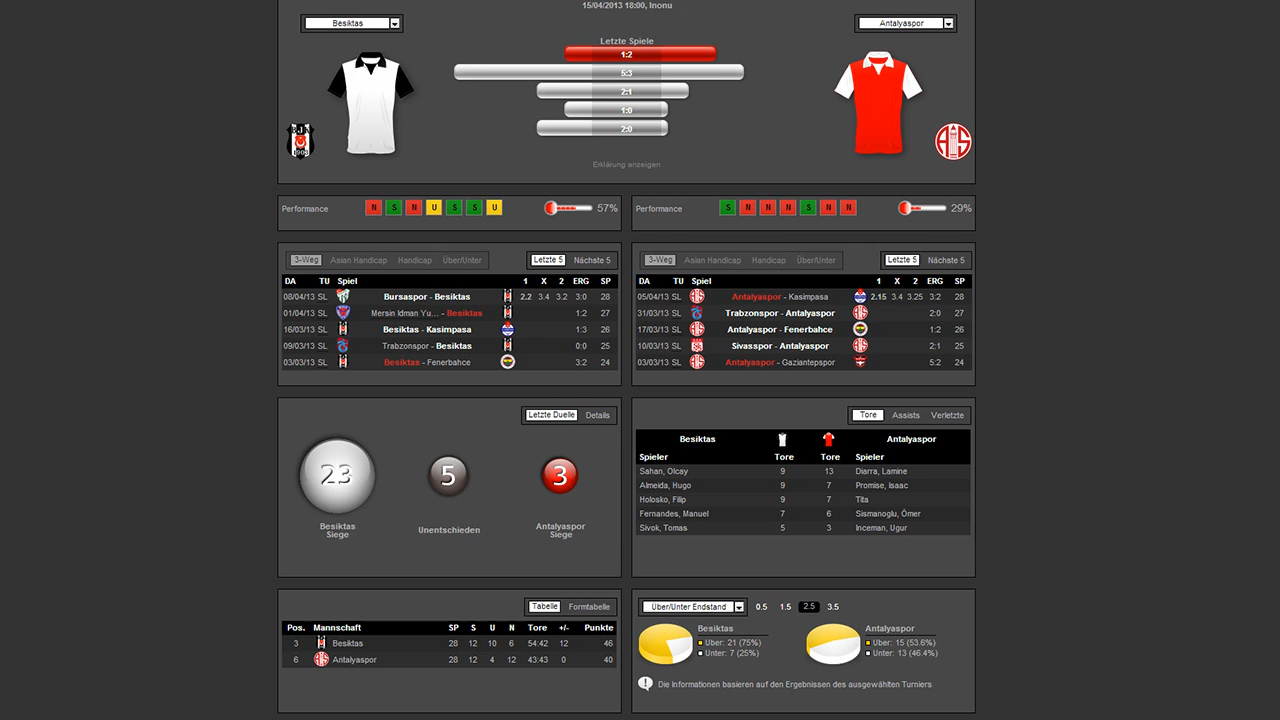 15/04/2013 18:00, Inonu
Besiktas
Antalyaspor
Letzte Spiele
1:2
5:3
2:1
1:0
2:0
Erklärung anzeigen
Performance N S N U S S U 57%
Performance S N N N S N N 29%
3-Weg Asian Handicap Handicap Über/Unter Letzte 5 Nächste 5
DA TU Spiel 1 X 2 ERG SP
08/04/13 SL Bursaspor - Besiktas 2.2 3.4 3.2 3:0 28
01/04/13 SL Mersin Idman Yu... - Besiktas 1:2 27
16/03/13 SL Besiktas - Kasimpasa 1:3 26
09/03/13 SL Trabzonspor - Besiktas 0:0 25
03/03/13 SL Besiktas - Fenerbahce 3:2 24
3-Weg Asian Handicap Handicap Über/Unter Letzte 5 Nächste 5
DA TU Spiel 1 X 2 ERG SP
05/04/13 SL Antalyaspor - Kasimpasa 2.15 3.4 3.25 3:2 28
31/03/13 SL Trabzonspor - Antalyaspor 2:0 27
17/03/13 SL Antalyaspor - Fenerbahce 1:2 26
10/03/13 SL Sivasspor - Antalyaspor 2:1 25
03/03/13 SL Antalyaspor - Gaziantepspor 5:2 24
Letzte Duelle Details
23 5 3
Besiktas
Siege
Unentschieden
Antalyaspor
Siege
Tore Assists Verletzte
Besiktas Antalyaspor
Spieler Tore Tore Spieler
Sahan, Olcay 9 13 Diarra, Lamine
Almeida, Hugo 9 7 Promise, Isaac
Holosko, Filip 9 7 Tita
Fernandes, Manuel 7 6 Sismanoglu, Ömer
Sivok, Tomas 5 3 Inceman, Ugur
Tabelle Formtabelle
Pos. Mannschaft SP S U N Tore +/- Punkte
3 Besiktas 28 12 10 6 54:42 12 46
6 Antalyaspor 28 12 4 12 43:43 0 40
Über/Unter Endstand 0.5 1.5 2.5 3.5
Besiktas
Über: 21 (75%)
Unter: 7 (25%)
Antalyaspor
Über: 15 (53.6%)
Unter: 13 (46.4%)
Die Informationen basieren auf den Ergebnissen des ausgewählten Turniers